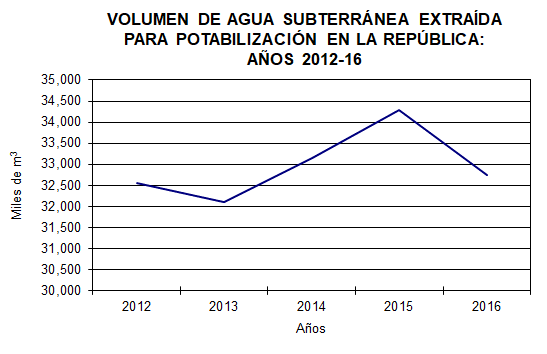 VOLUMEN DE AGUA SUBTERRÁNEA EXTRAÍDA
PARA POTABILIZACIÓN EN LA REPÚBLICA:
AÑOS 2012-16
35,000
34,500
34,000
33,500
33,000
32,500
32,000
31,500
31,000
30,500
30,000
Miles de m³
2012 2013 2014 2015 2016
Años